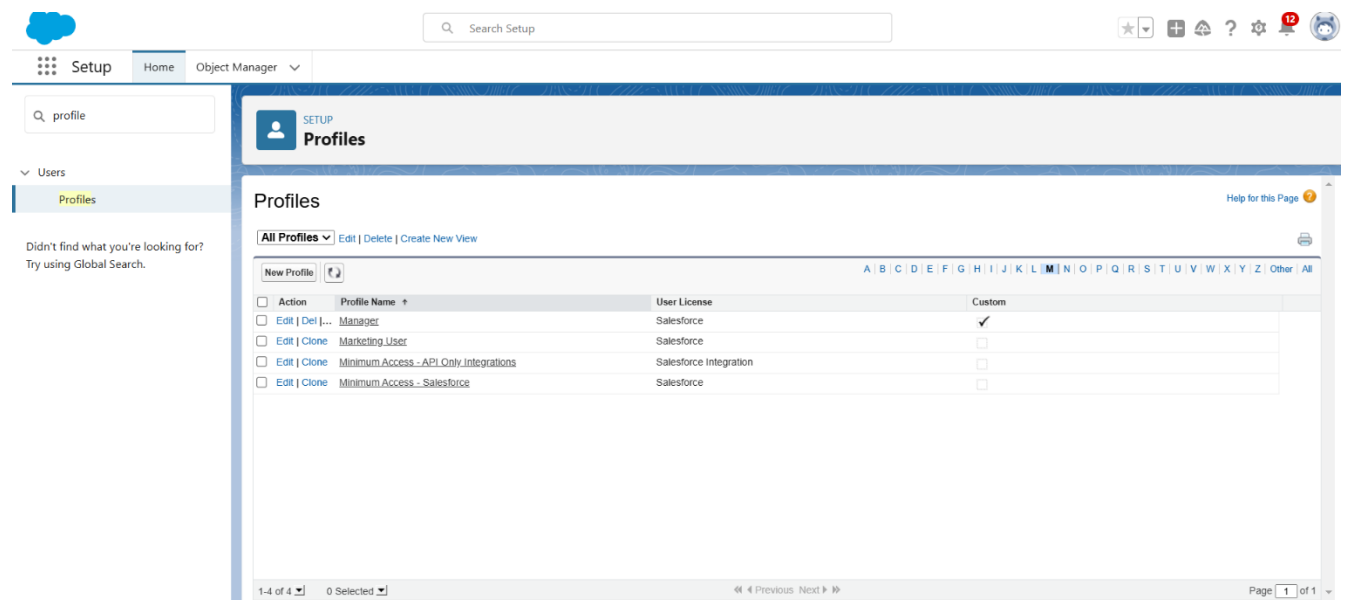 Search Setup
12
Setup Home Object Manager
profile
Users
Profiles
Didn't find what you're looking for?
Try using Global Search.
SETUP
Profiles
Profiles
Help for this Page ?
All Profiles Edit | Delete | Create New View
New Profile A | B | C | D | E | F | G | H | I | J | K | L | M | N | O | P | Q | R | S | T | U | V | W | X | Y | Z | Other | All
Action Profile Name ↑ User License Custom
Edit | Del |... Manager Salesforce
Edit | Clone Marketing User Salesforce
Edit | Clone Minimum Access - API Only Integrations Salesforce Integration
Edit | Clone Minimum Access - Salesforce Salesforce
1-4 of 4 0 Selected Previous Next Page 1 of 1